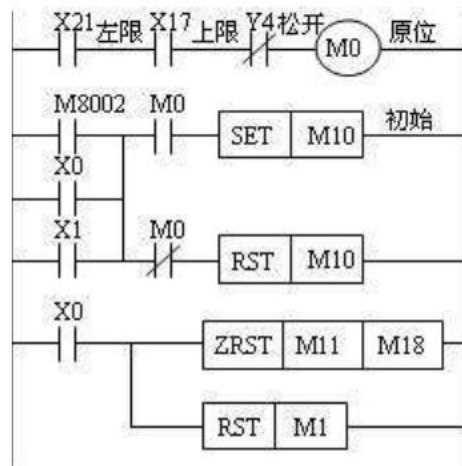 X21 左限 X17 上限 Y4 松开 M0 原位
M8002 M0 SET M10 初始
X0
X1 M0 RST M10
X0 ZRST M11 M18
RST M1